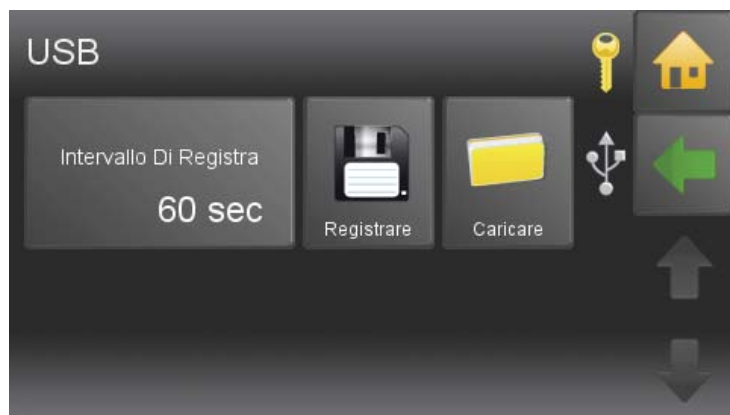 USB
Intervallo Di Registra
60 sec
Registrare
Caricare